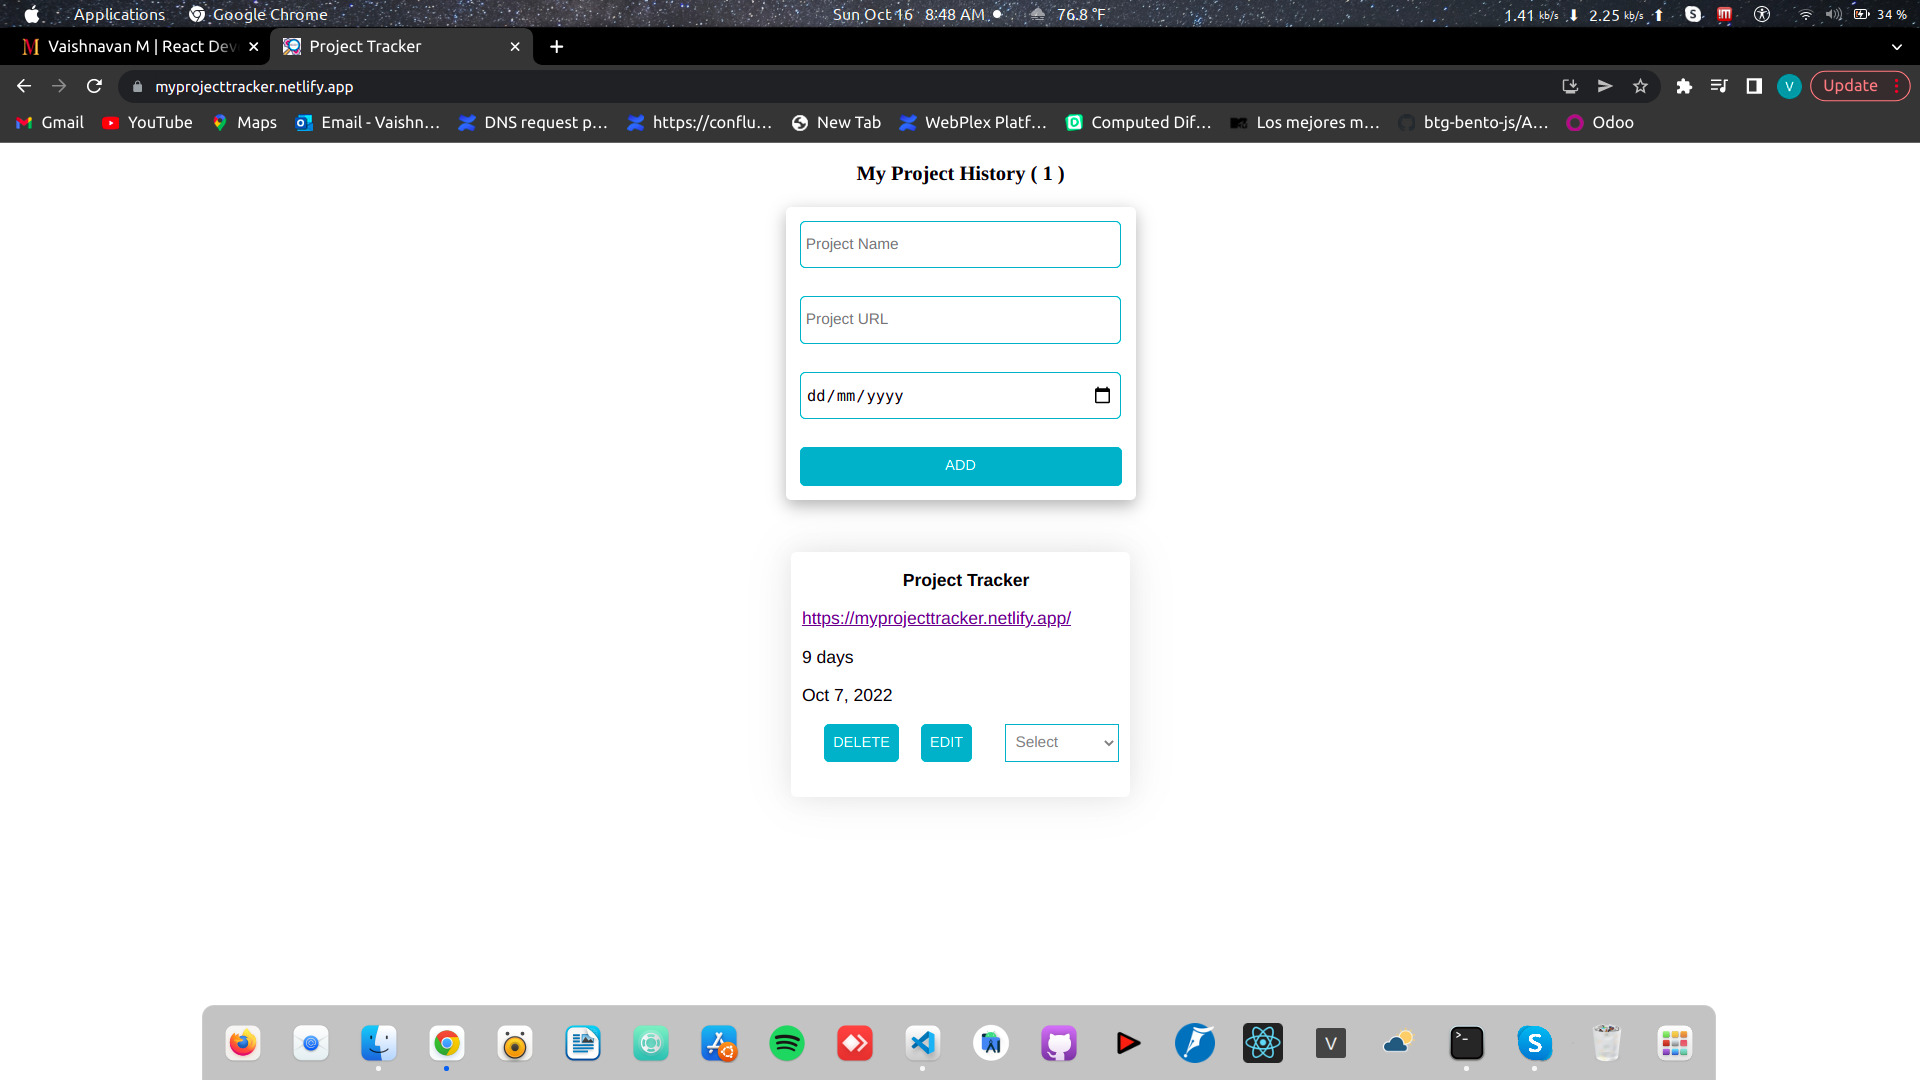 Applications Google Chrome Sun Oct 16 8:48 AM 76.8 °F 1.41 kb/s 2.25 kb/s 34 %
Vaishnavan M | React Dev Project Tracker
myprojecttracker.netlify.app V Update
Gmail YouTube Maps Email - Vaishn... DNS request p... https://conflu... New Tab WebPlex Platf... Computed Dif... Los mejores m... btg-bento-js/A... Odoo
My Project History ( 1 )
Project Name
Project URL
dd/mm/yyyy
ADD
Project Tracker
https://myprojecttracker.netlify.app/
9 days
Oct 7, 2022
DELETE EDIT Select